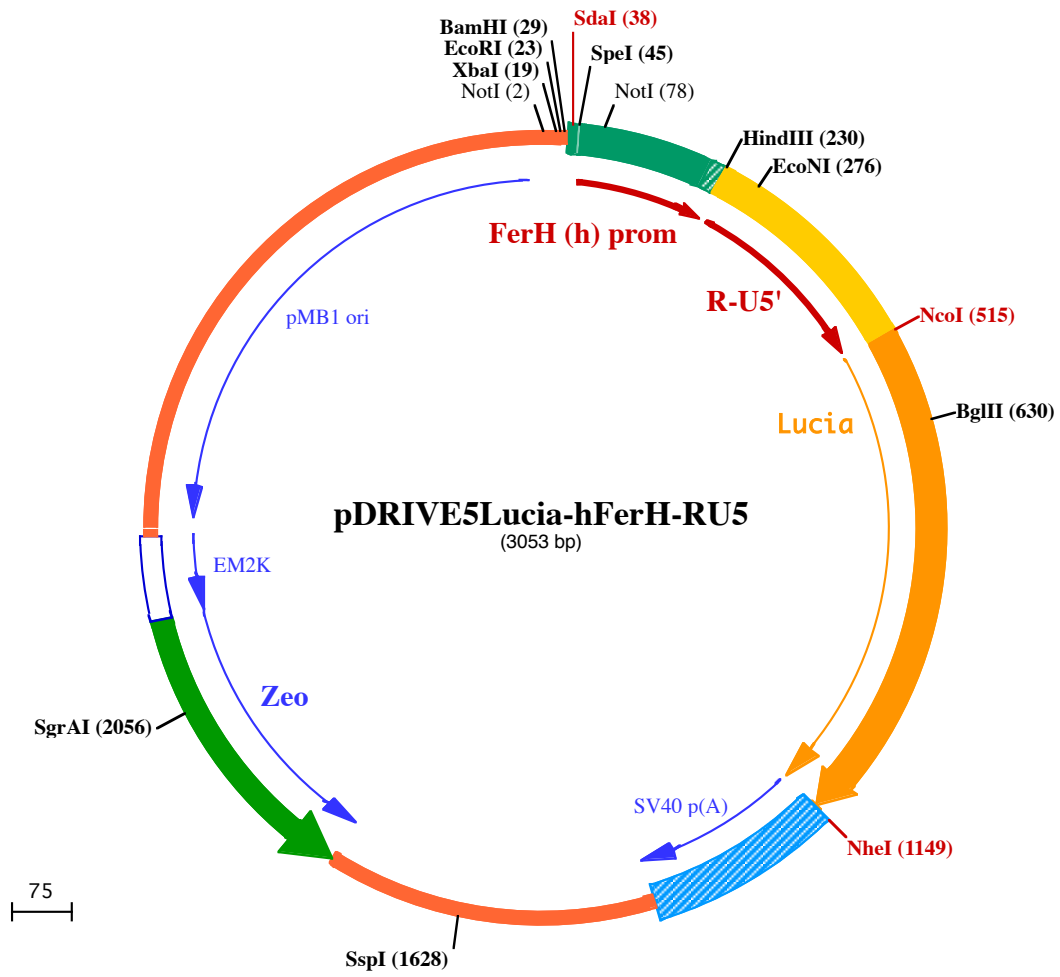 BamHI (29)
EcoRI (23)
XbaI (19)
NotI (2)
SdaI (38)
SpeI (45)
NotI (78)
HindIII (230)
EcoNI (276)
FerH (h) prom
R-U5'
pMB1 ori
NcoI (515)
BglII (630)
Lucia
pDRIVE5Lucia-hFerH-RU5
(3053 bp)
EM2K
Zeo
SgrAI (2056)
SV40 p(A)
NheI (1149)
75
SspI (1628)